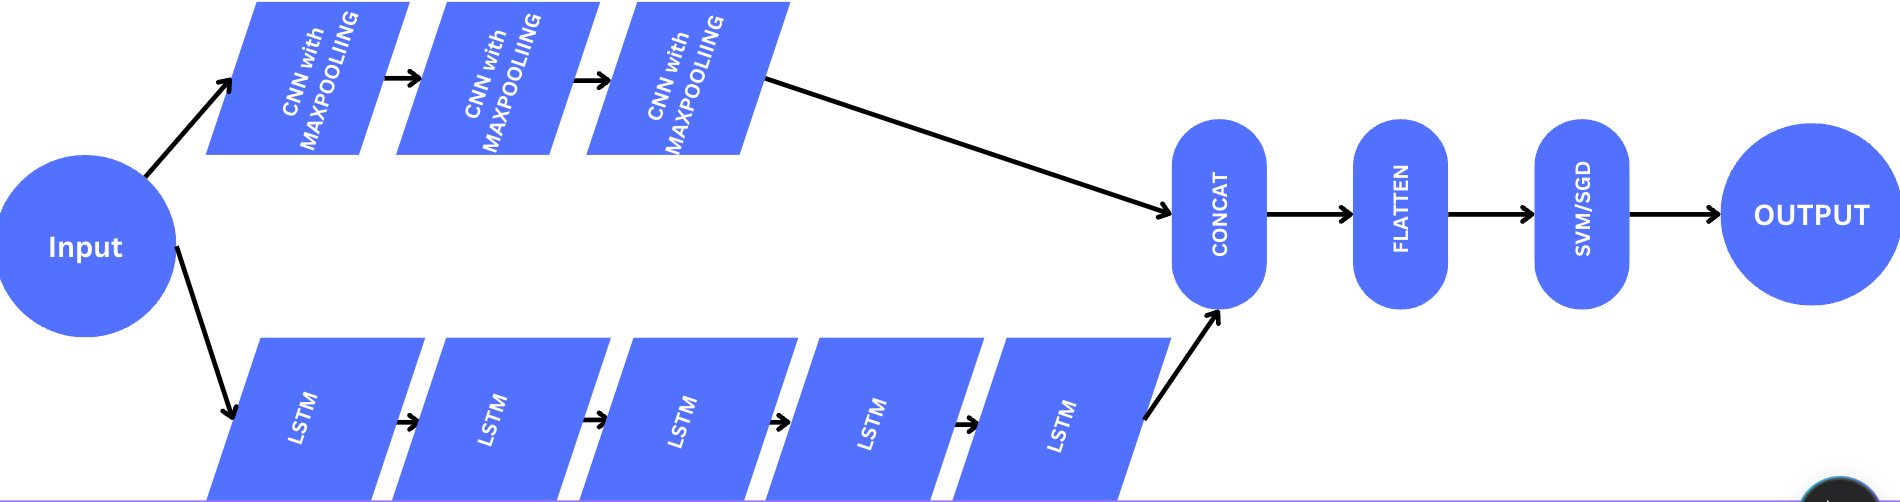 CNN with
MAXPOOLIING
CNN with
MAXPOOLIING
CNN with
MAXPOOLIING
Input
CONCAT
FLATTEN
SVM/SGD
OUTPUT
LSTM
LSTM
LSTM
LSTM
LSTM